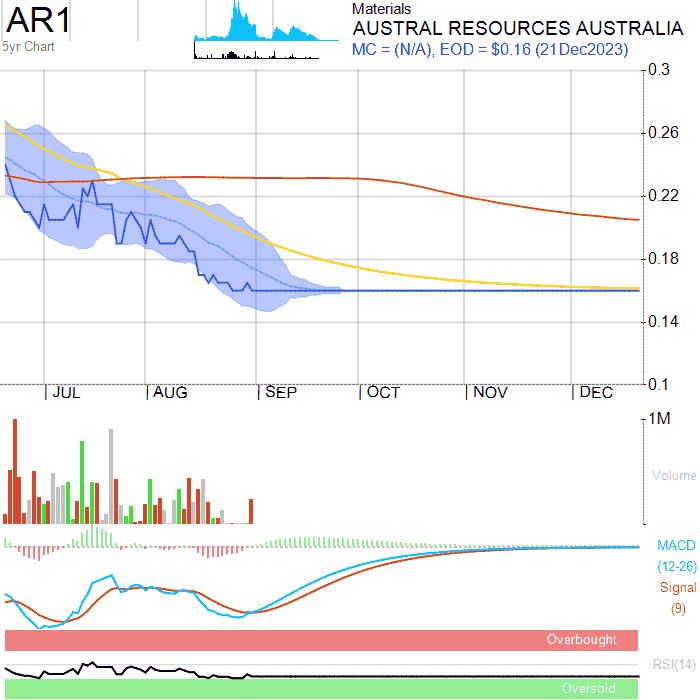 AR1
5yr Chart
Materials
AUSTRAL RESOURCES AUSTRALIA
MC = (N/A), EOD = $0.16 (21Dec2023)
0.3
0.26
0.22
0.18
0.14
0.1
JUL AUG SEP OCT NOV DEC
1M
Volume
MACD
(12-26)
Signal
(9)
Overbought
RSI(14)
Oversold